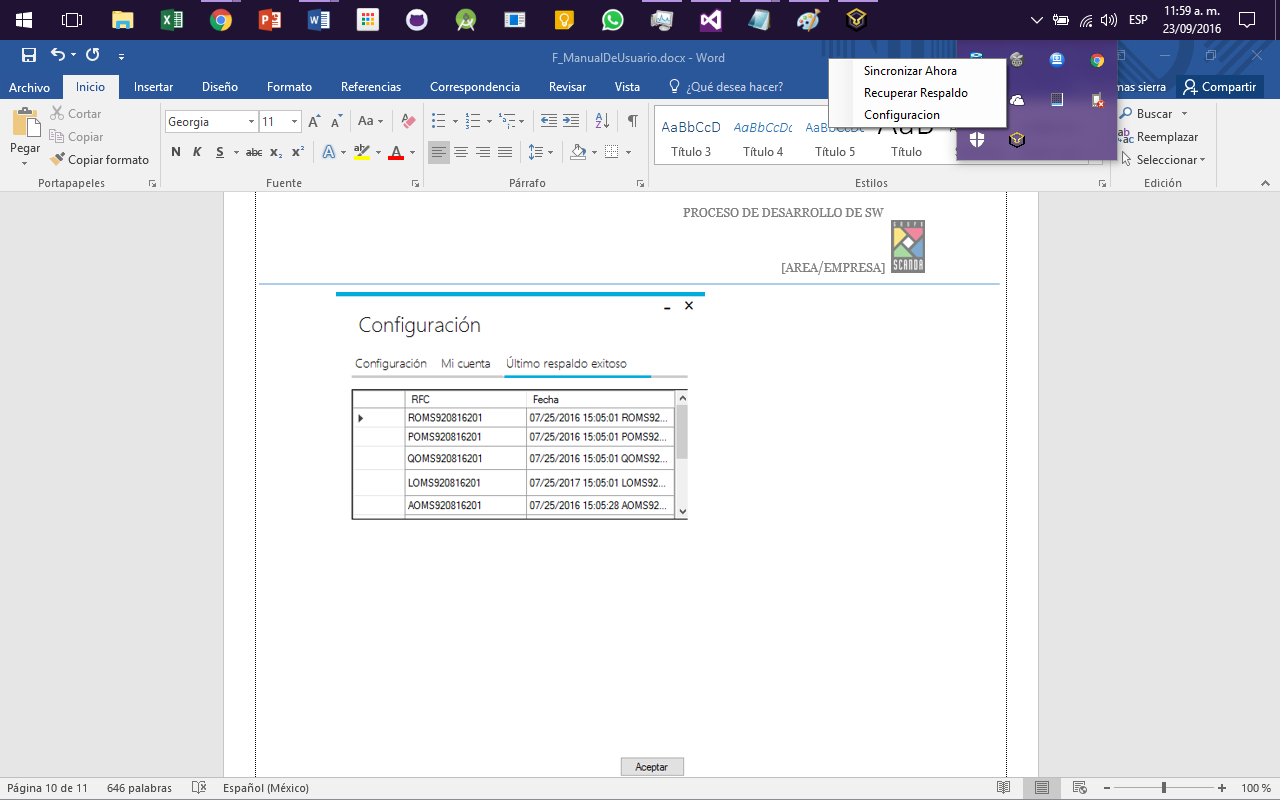 ESP
11:59 a. m.
23/09/2016
F_ManualDeUsuario.docx - Word
Sincronizar Ahora
Recuperar Respaldo
Configuracion
Archivo
Inicio
Insertar
Diseño
Formato
Referencias
Correspondencia
Revisar
Vista
¿Qué desea hacer?
mas sierra
Compartir
Pegar
Cortar
Copiar
Copiar formato
Portapapeles
Georgia
11
Aa
N K S abc x₂ x²
Fuente
Párrafo
AaBbCcD
Título 3
AaBbCcDc
Título 4
AaBbCc
Título 5
Título
Estilos
Buscar
Reemplazar
Seleccionar
Edición
PROCESO DE DESARROLLO DE SW
[AREA/EMPRESA]
GRUPO
SCANDA
Configuración
Configuración Mi cuenta Último respaldo exitoso
RFC Fecha
ROMS920816201 07/25/2016 15:05:01 ROMS92...
POMS920816201 07/25/2016 15:05:01 POMS92...
QOMS920816201 07/25/2016 15:05:01 QOMS92...
LOMS920816201 07/25/2017 15:05:01 LOMS92...
AOMS920816201 07/25/2016 15:05:28 AOMS92...
Aceptar
Página 10 de 11 646 palabras Español (México) 100 %